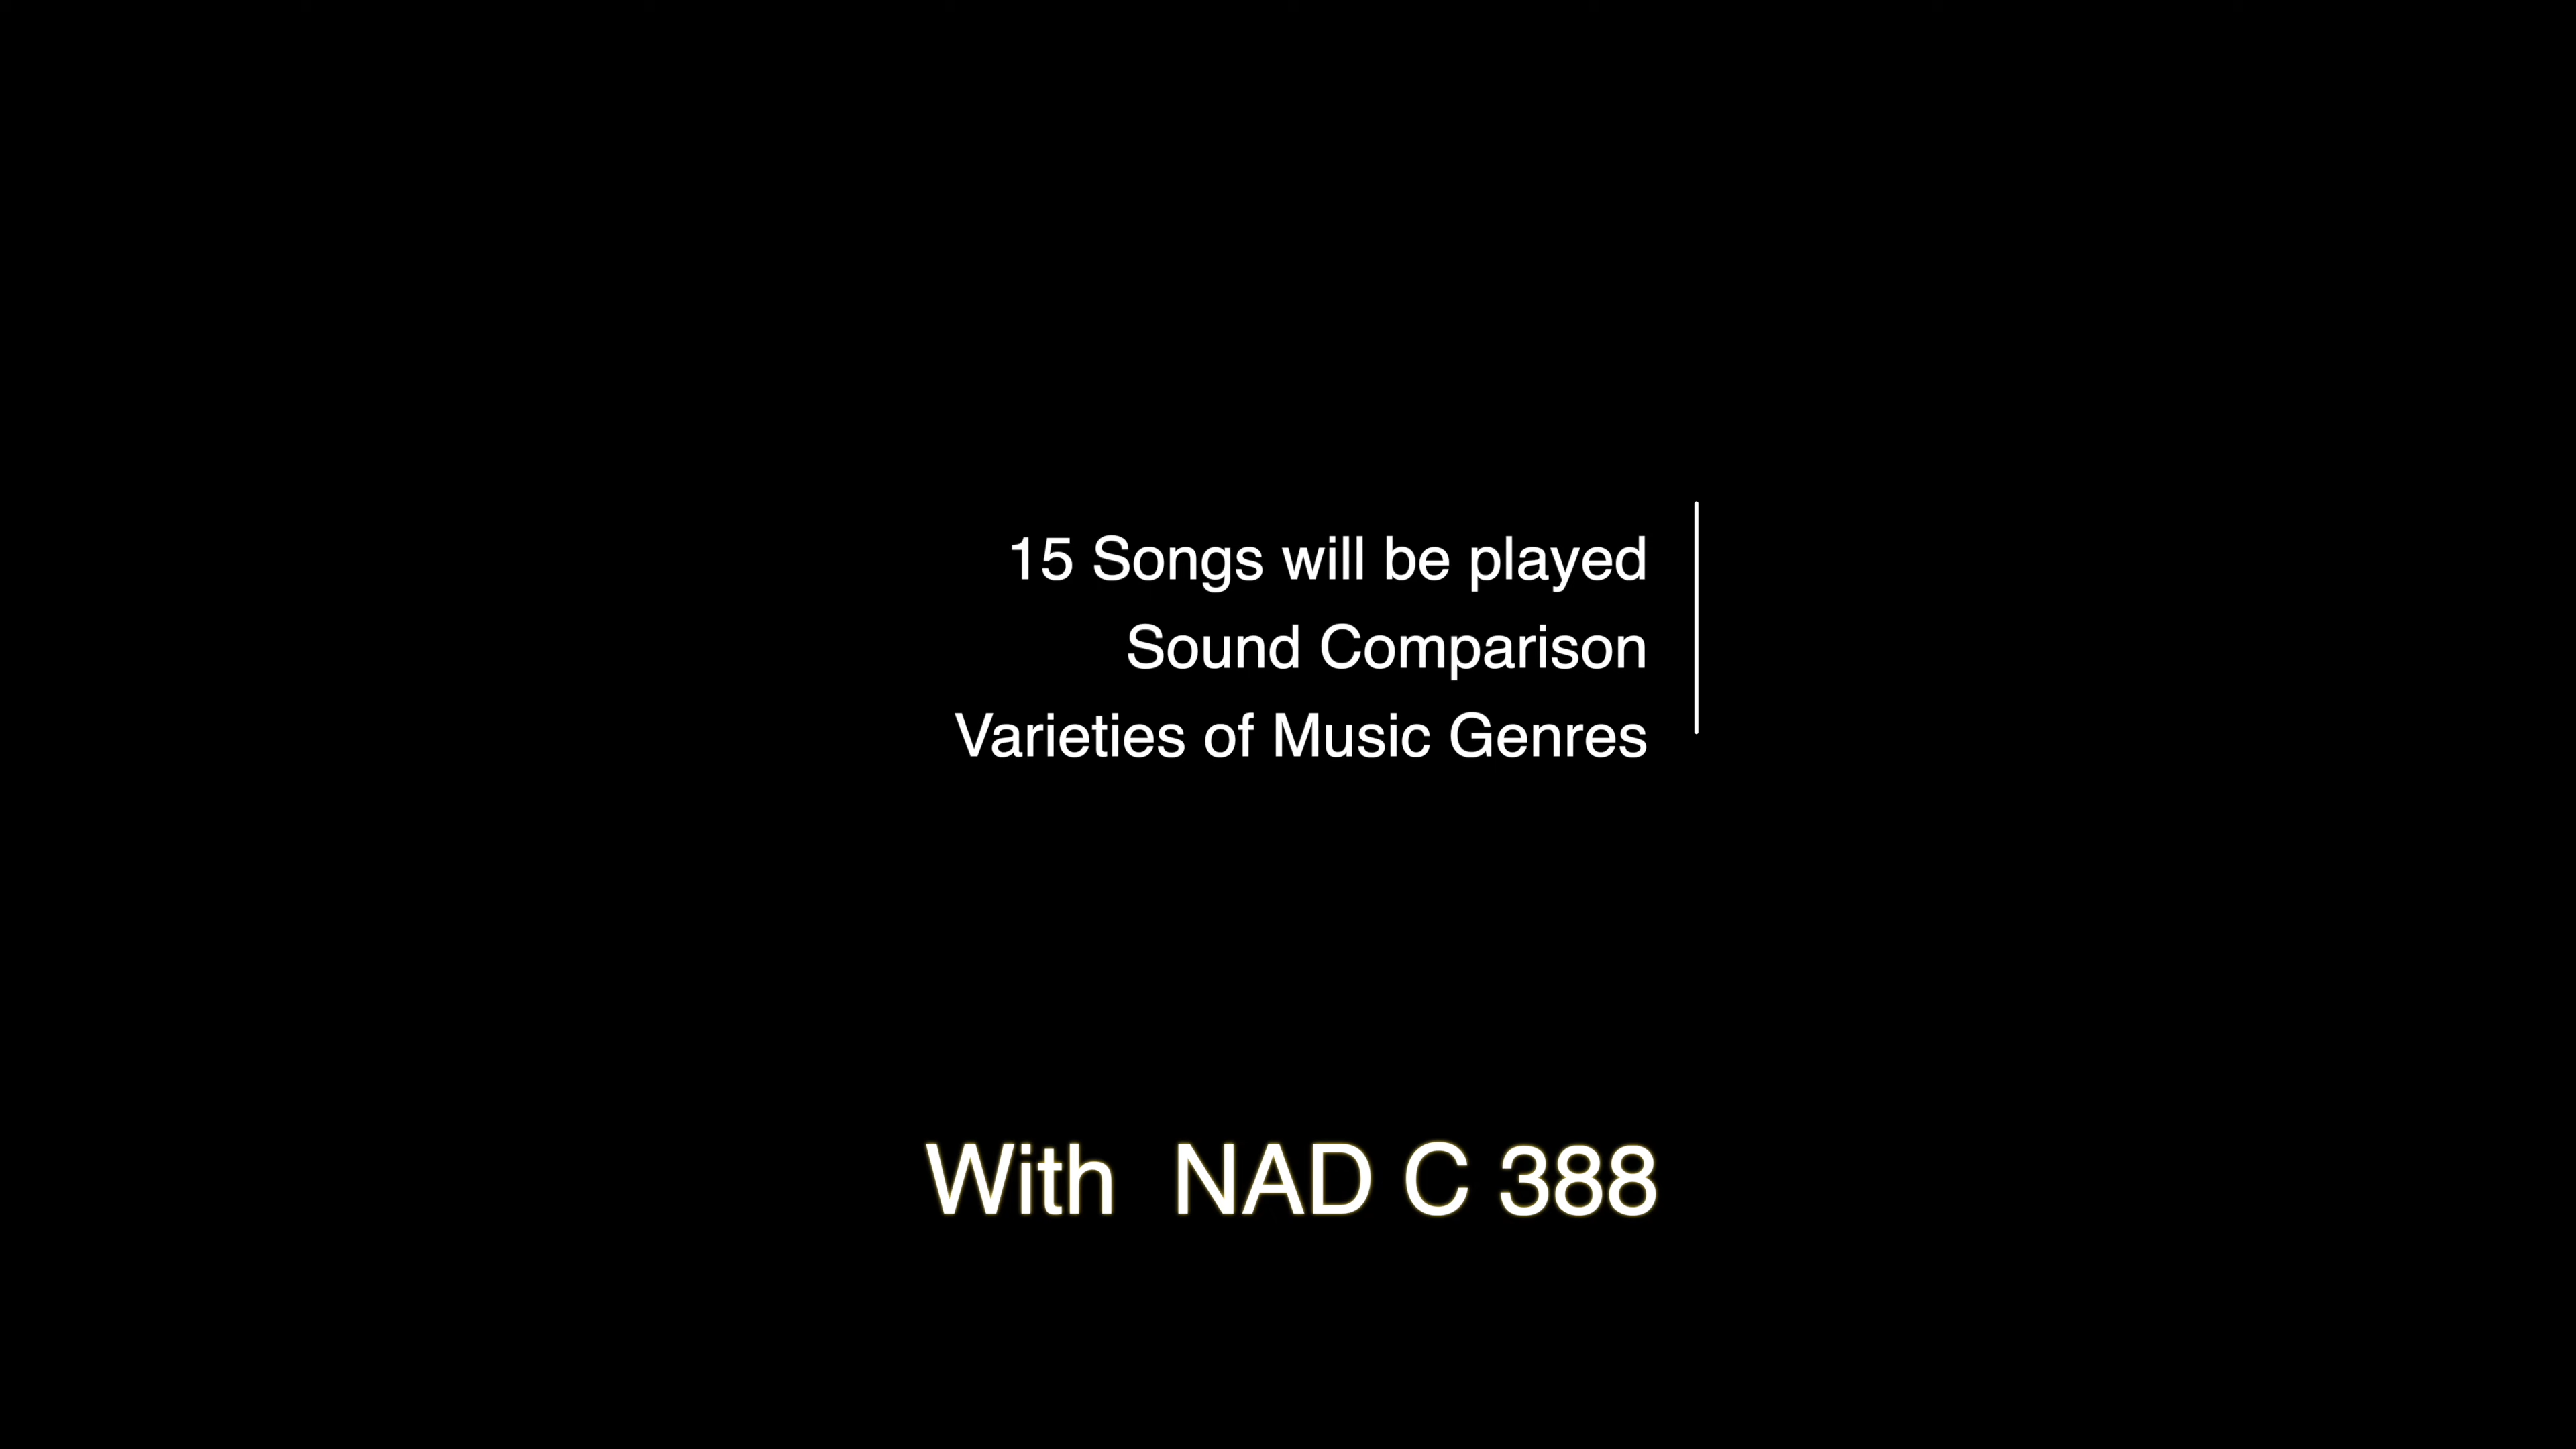 15 Songs will be played
Sound Comparison
Varieties of Music Genres
With  NAD C 388